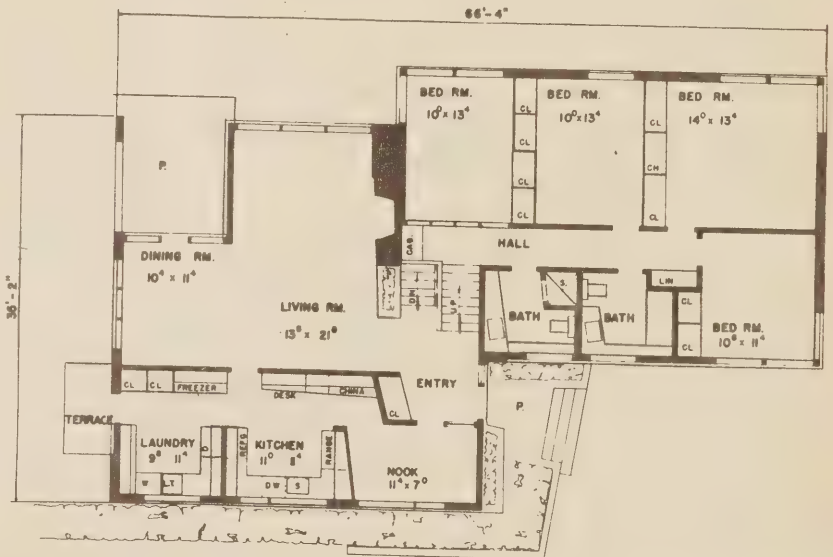 66'-4"
BED RM.
10⁰ x 13⁴
BED RM.
10⁰ x 13⁴
BED RM.
14⁰ x 13⁴
CL
CL
CL
CL
CL
CH
CL
P.
36'-2"
DINING RM.
10⁴ x 11⁴
LIVING RM.
13⁸ x 21⁸
CAB.
HALL
DN
UP
S.
LIN
BATH
BATH
CL
CL
BED RM.
10⁸ x 11⁴
CL
CL
FREEZER
DESK
CHINA
CL
ENTRY
P.
TERRACE
LAUNDRY
9⁸ 11⁴
D
W
LT
REFG
KITCHEN
11⁰ 11⁴
RANGE
DW
S
NOOK
11⁴ x 7⁰